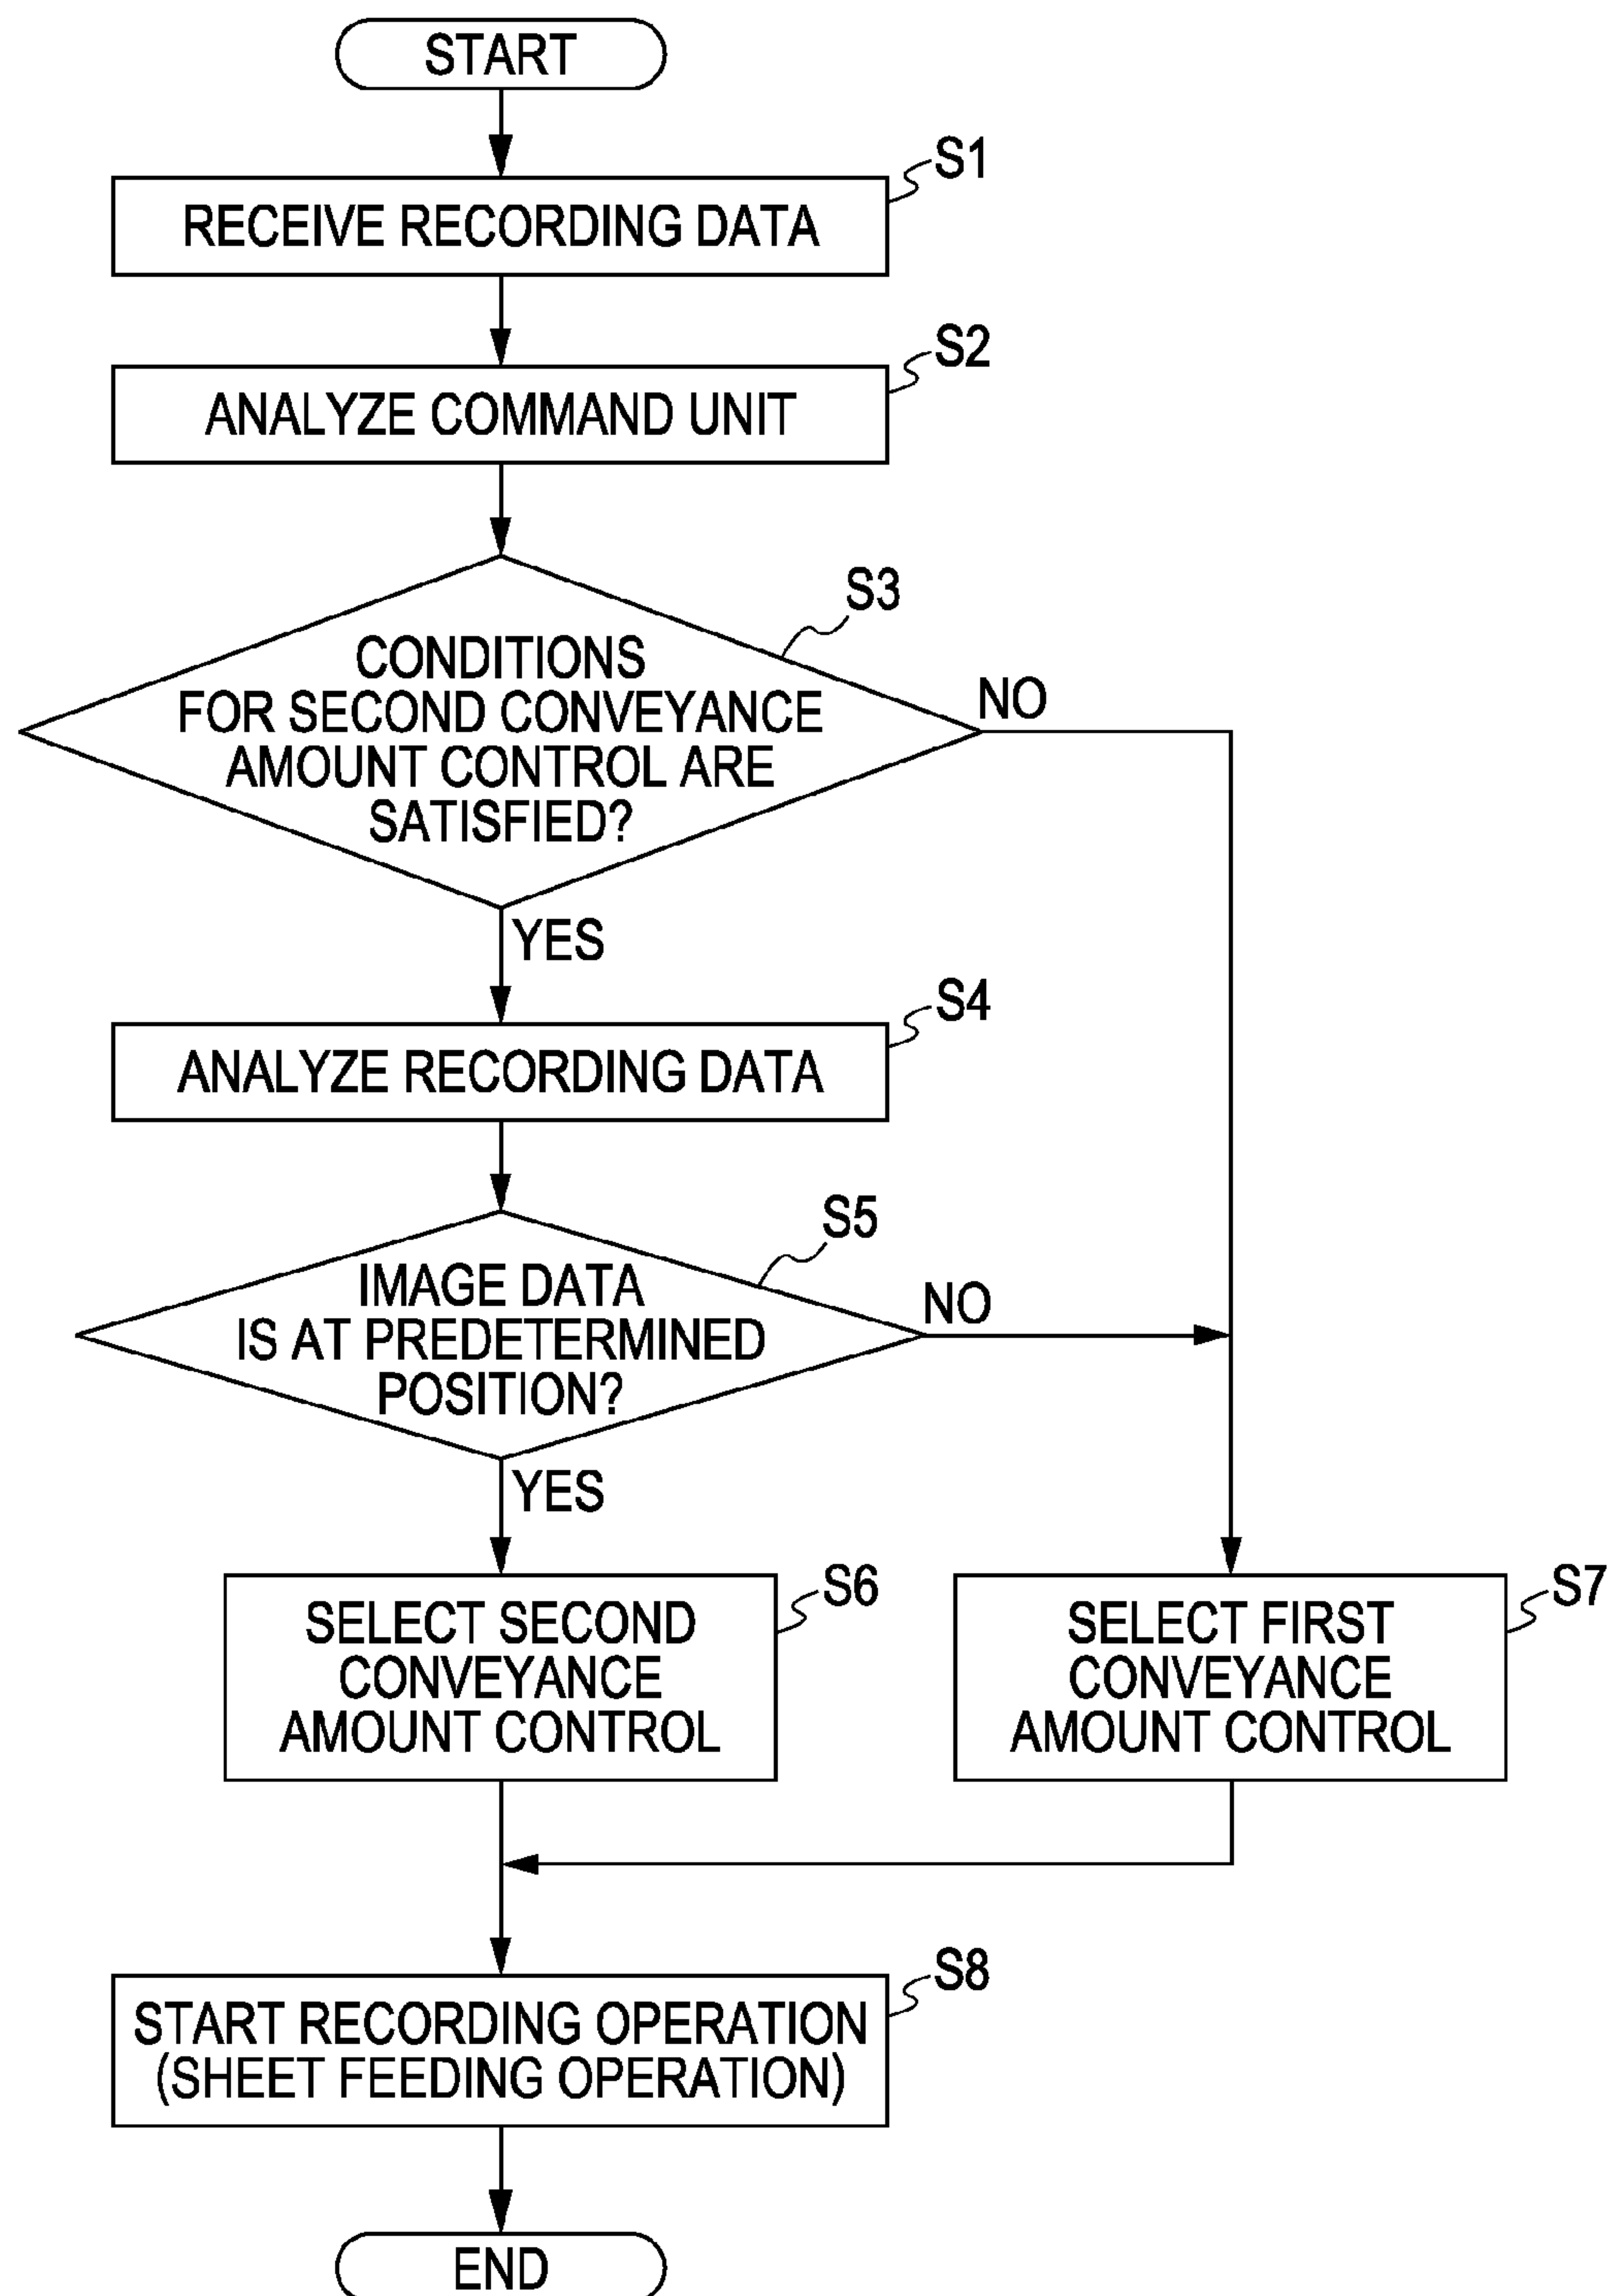 START
S1
RECEIVE RECORDING DATA
S2
ANALYZE COMMAND UNIT
S3
CONDITIONS
FOR SECOND CONVEYANCE
AMOUNT CONTROL ARE
SATISFIED?
NO
YES
S4
ANALYZE RECORDING DATA
S5
IMAGE DATA
IS AT PREDETERMINED
POSITION?
NO
YES
S6
SELECT SECOND
CONVEYANCE
AMOUNT CONTROL
S7
SELECT FIRST
CONVEYANCE
AMOUNT CONTROL
S8
START RECORDING OPERATION
(SHEET FEEDING OPERATION)
END